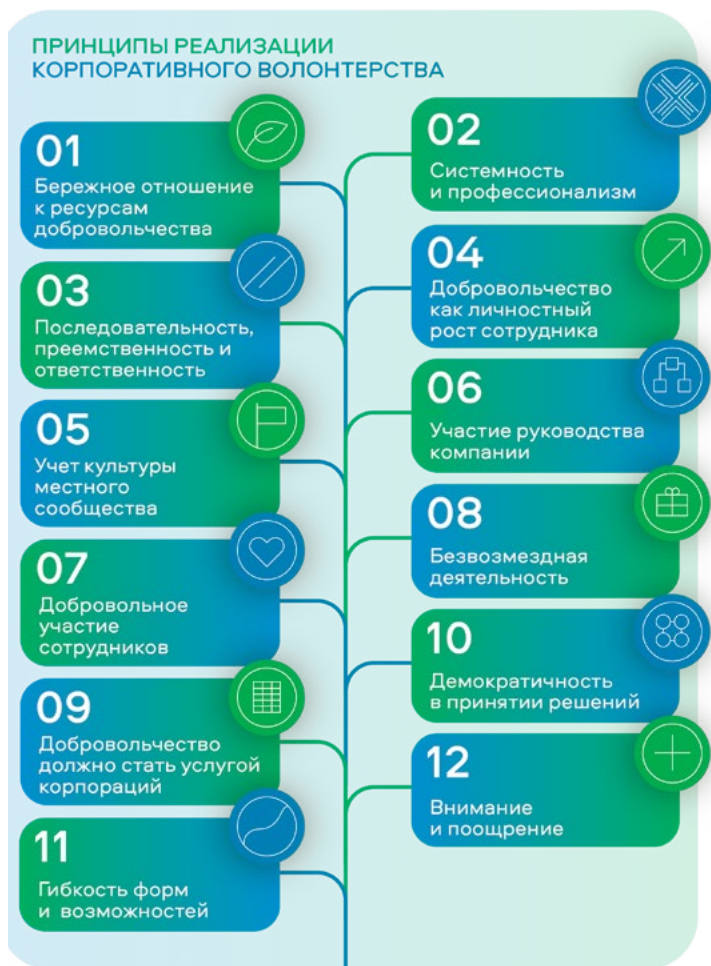 ПРИНЦИПЫ РЕАЛИЗАЦИИ
КОРПОРАТИВНОГО ВОЛОНТЕРСТВА
01
Бережное отношение
к ресурсам
добровольчества
02
Системность
и профессионализм
03
Последовательность,
преемственность и
ответственность
04
Добровольчество
как личностный
рост сотрудника
05
Учет культуры
местного
сообщества
06
Участие руководства
компании
07
Добровольное
участие
сотрудников
08
Безвозмездная
деятельность
09
Добровольчество
должно стать услугой
корпораций
10
Демократичность
в принятии решений
11
Гибкость форм
и возможностей
12
Внимание
и поощрение